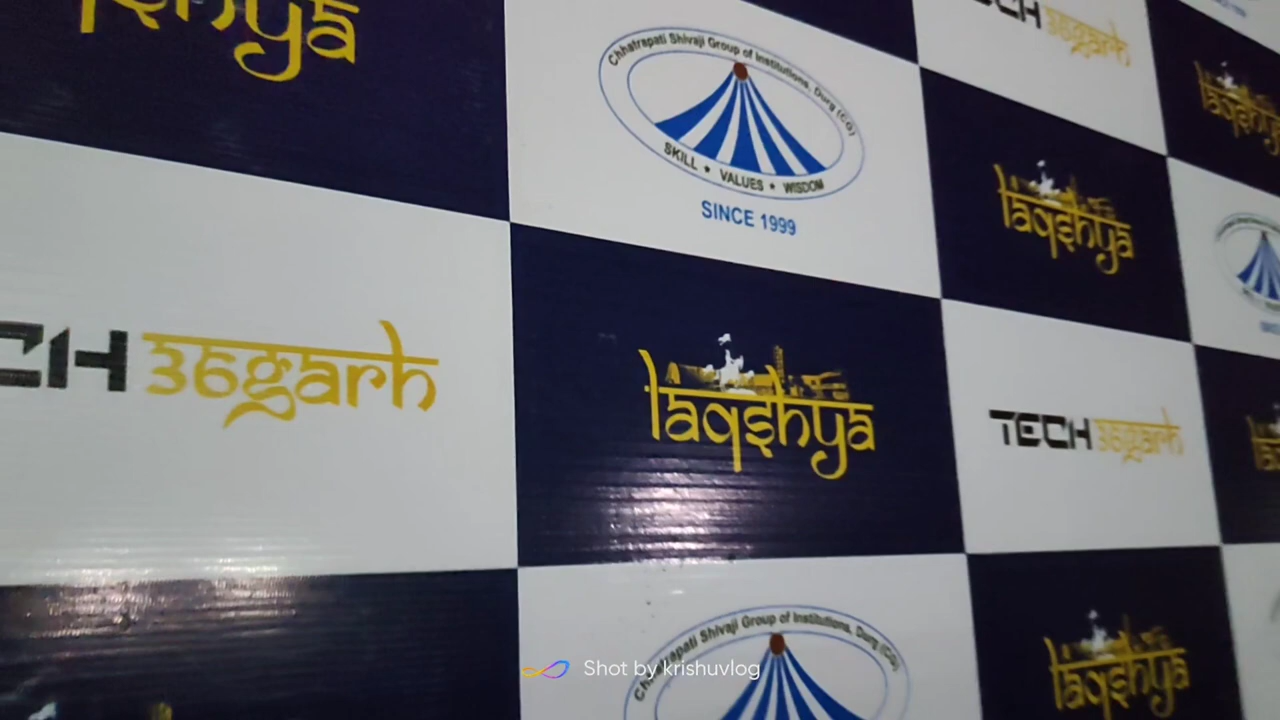 laqshya
Chhatrapati Shivaji Group of Institutions, Durg (CG)
SKILL ★ VALUES ★ WISDOM
SINCE 1999
TECH 36garh
laqshya
laqshya
CH 36garh
laqshya
TECH 36garh
Chhatrapati Shivaji Group of Institutions, Durg (CG)
laqshya
Shot by krishuvlog